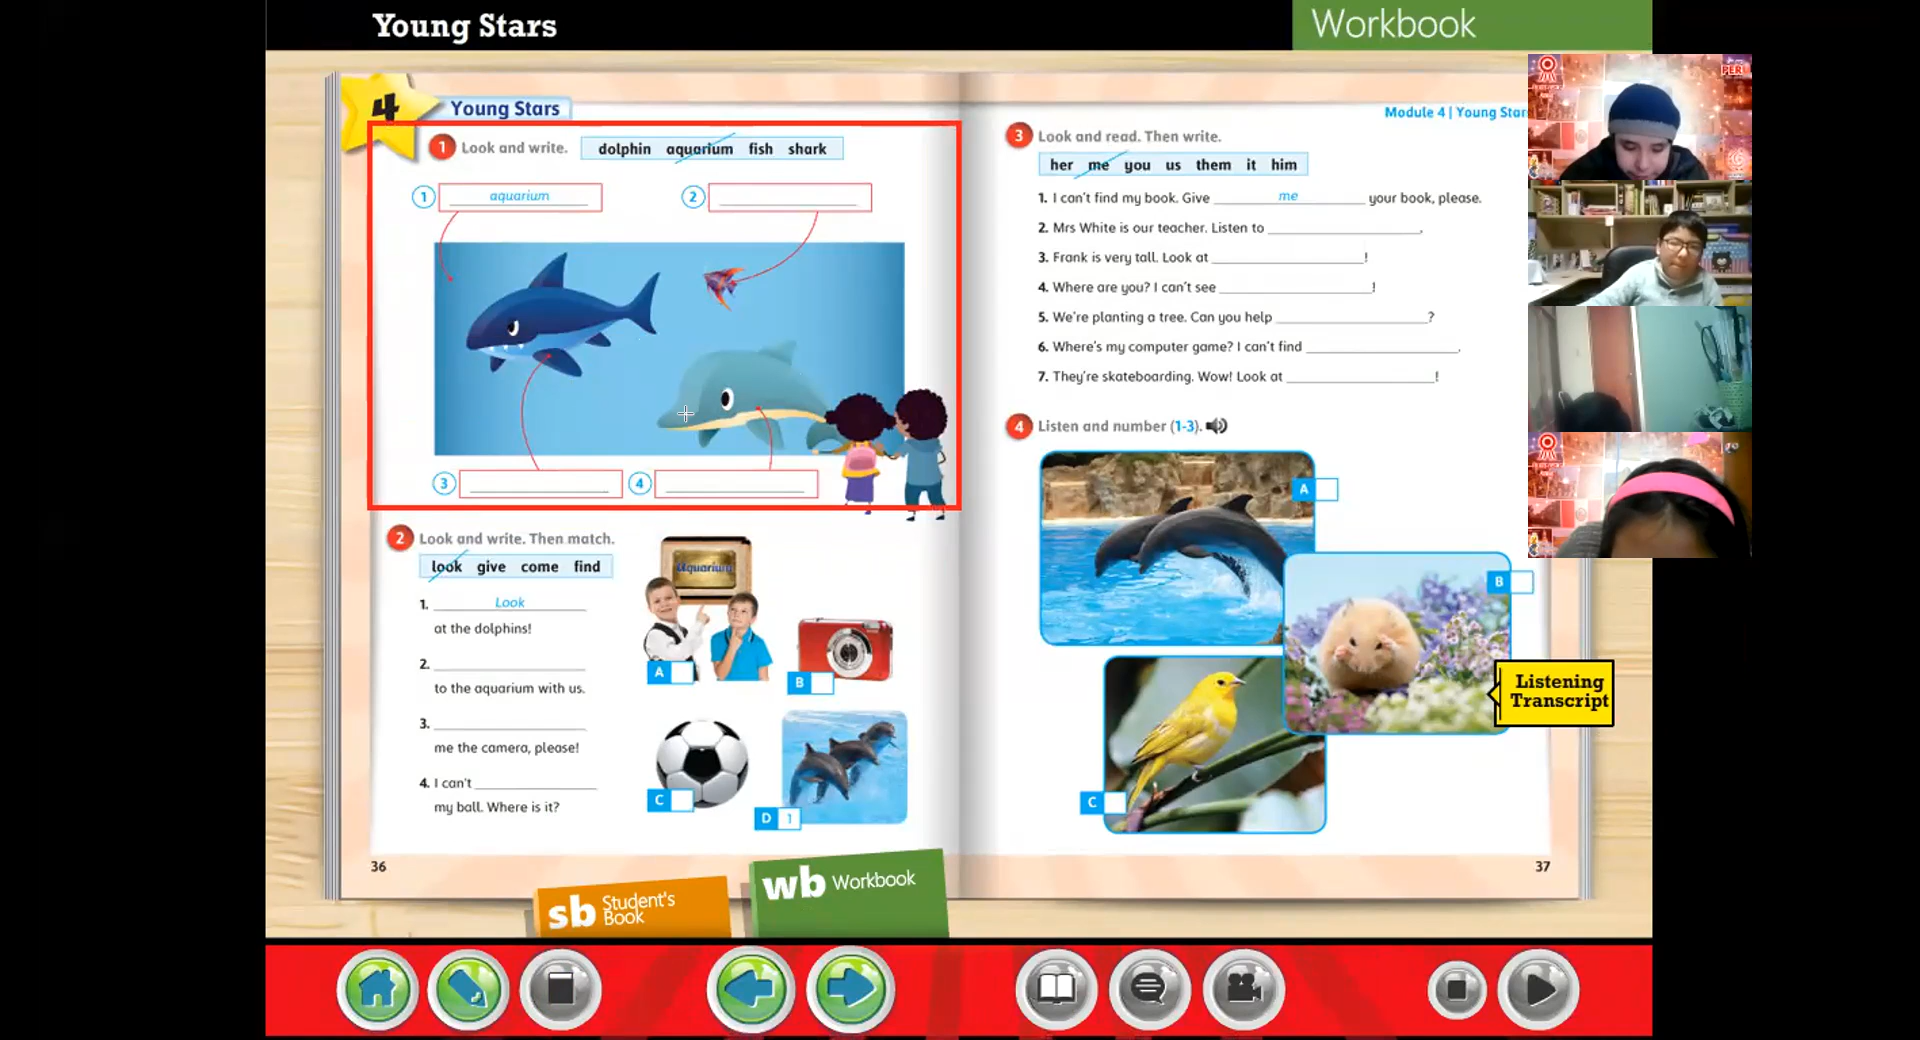 Young Stars
Workbook
4
Young Stars
1 Look and write.
dolphin aquarium fish shark
1 aquarium
2
3
4
2 Look and write. Then match.
look give come find
1. Look
at the dolphins!
2.
to the aquarium with us.
3.
me the camera, please!
4. I can't
my ball. Where is it?
Aquarium
A
B
C
D 1
36
Module 4 | Young Star
3 Look and read. Then write.
her me you us them it him
1. I can't find my book. Give me your book, please.
2. Mrs White is our teacher. Listen to .
3. Frank is very tall. Look at !
4. Where are you? I can't see !
5. We're planting a tree. Can you help ?
6. Where's my computer game? I can't find .
7. They're skateboarding. Wow! Look at !
4 Listen and number (1-3).
A
B
C
Listening
Transcript
37
sb Student's
Book
wb Workbook
PERÚ